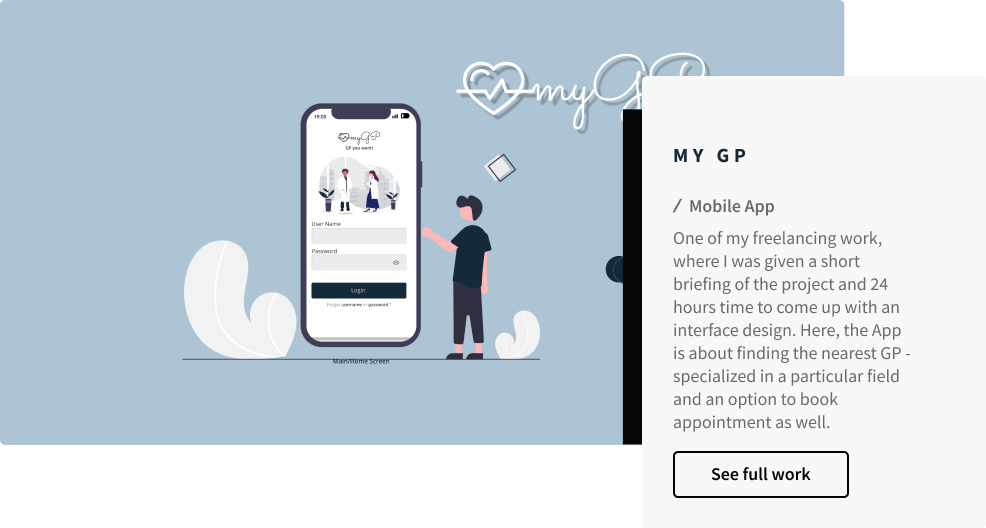 my GP
19:00
myGP
GP you want!
User Name
Password
Login
Forgot username or password ?
Main/Home Screen
MY GP
/ Mobile App
One of my freelancing work,
where I was given a short
briefing of the project and 24
hours time to come up with an
interface design. Here, the App
is about finding the nearest GP -
specialized in a particular field
and an option to book
appointment as well.
See full work